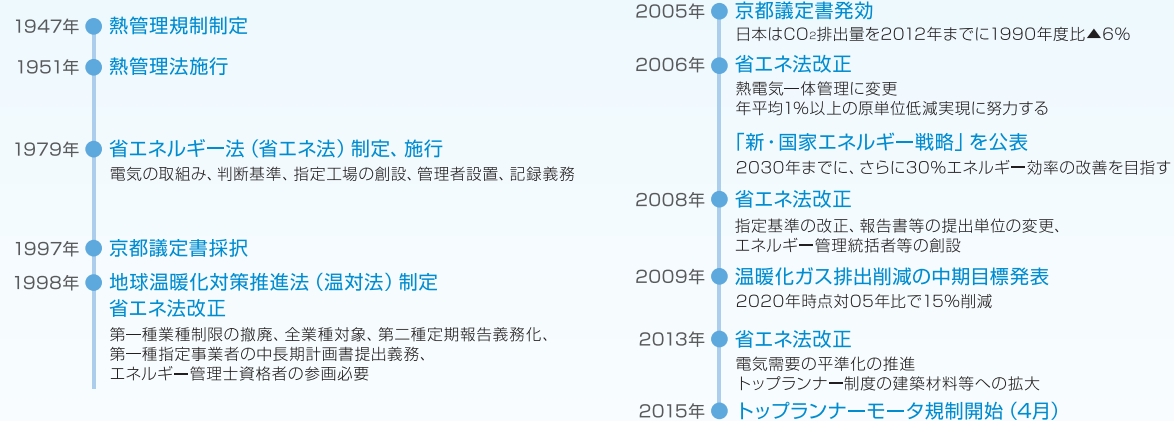 1947年 熱管理規制制定
1951年 熱管理法施行
1979年 省エネルギー法(省エネ法)制定、施行
電気の取組み、判断基準、指定工場の創設、管理者設置、記録義務
1997年 京都議定書採択
1998年 地球温暖化対策推進法(温対法)制定
省エネ法改正
第一種業種制限の撤廃、全業種対象、第二種定期報告義務化、
第一種指定事業者の中長期計画書提出義務、
エネルギー管理士資格者の参画必要
2005年 京都議定書発効
日本はCO₂排出量を2012年までに1990年度比▲6%
2006年 省エネ法改正
熱電気一体管理に変更
年平均1%以上の原単位低減実現に努力する
「新・国家エネルギー戦略」を公表
2030年までに、さらに30%エネルギー効率の改善を目指す
2008年 省エネ法改正
指定基準の改正、報告書等の提出単位の変更、
エネルギー管理統括者等の創設
2009年 温暖化ガス排出削減の中期目標発表
2020年時点対05年比で15%削減
2013年 省エネ法改正
電気需要の平準化の推進
トップランナー制度の建築材料等への拡大
2015年 トップランナーモータ規制開始(4月)